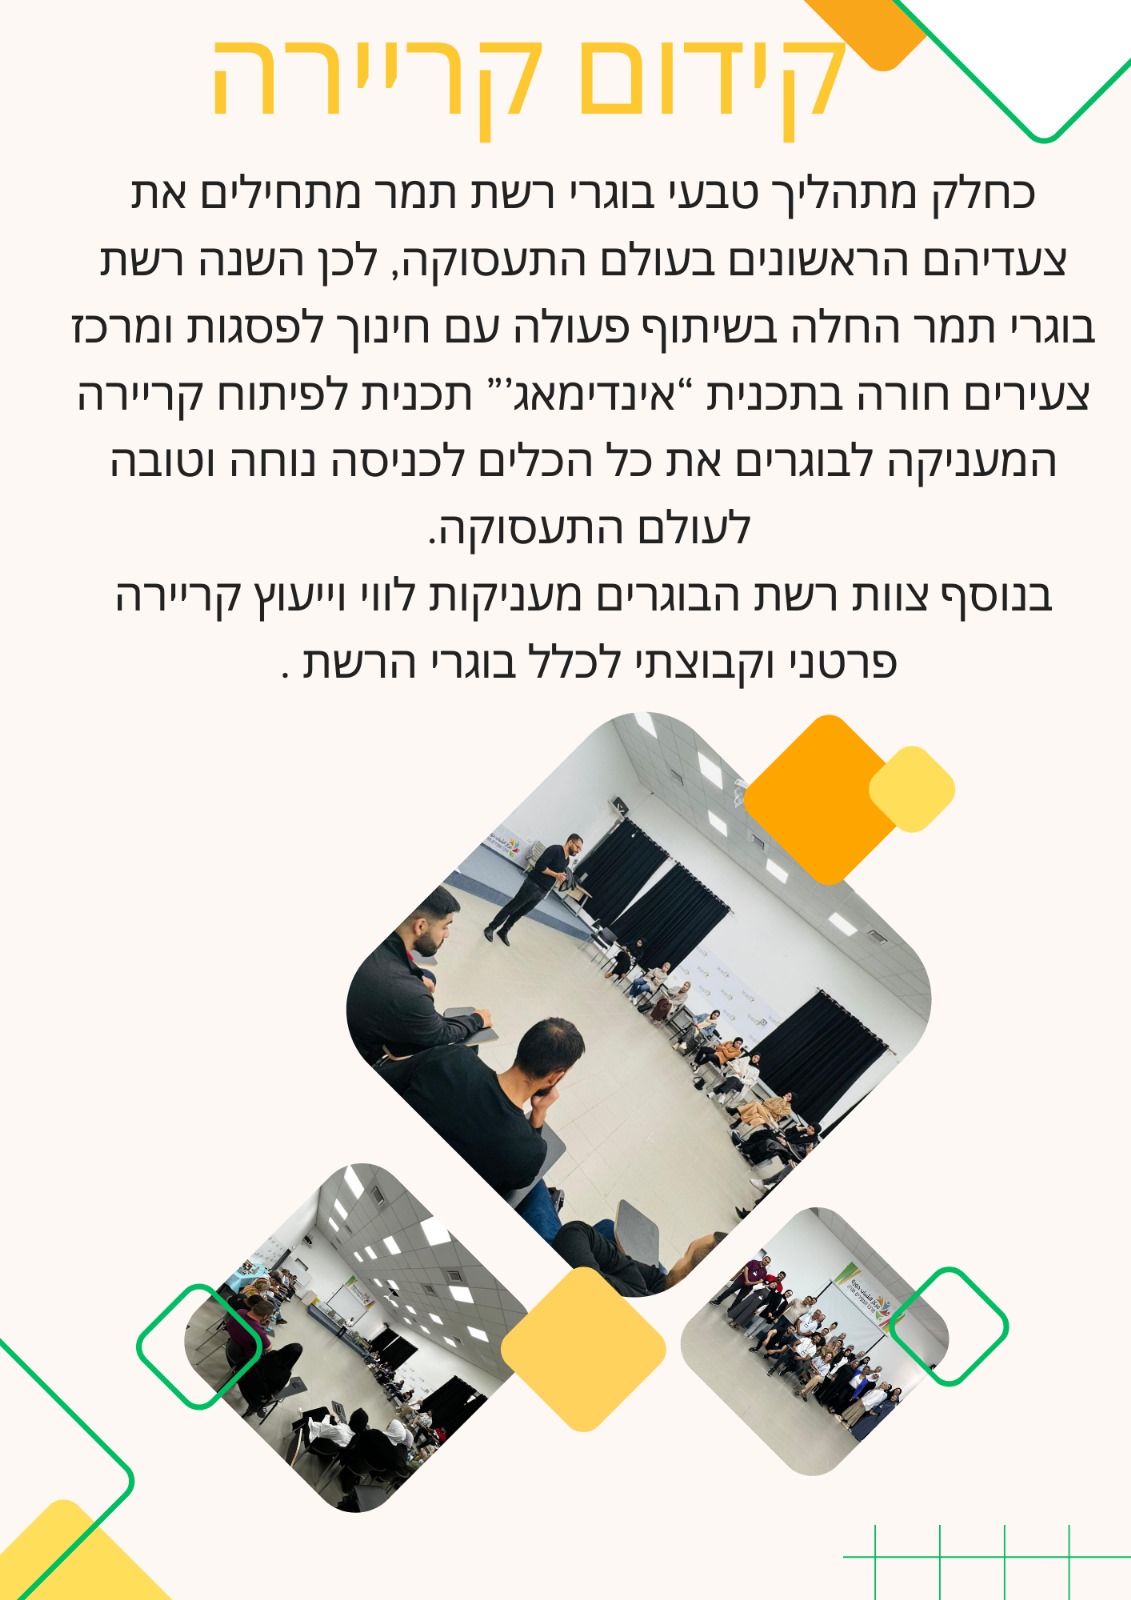 קידום קריירה
כחלק מתהליך טבעי בוגרי רשת תמר מתחילים את
צעדיהם הראשונים בעולם התעסוקה, לכן השנה רשת
בוגרי תמר החלה בשיתוף פעולה עם חינוך לפסגות ומרכז
צעירים חורה בתכנית “אינדימאג’” תכנית לפיתוח קריירה
המעניקה לבוגרים את כל הכלים לכניסה נוחה וטובה
לעולם התעסוקה.
בנוסף צוות רשת הבוגרים מעניקות לווי וייעוץ קריירה
פרטני וקבוצתי לכלל בוגרי הרשת .